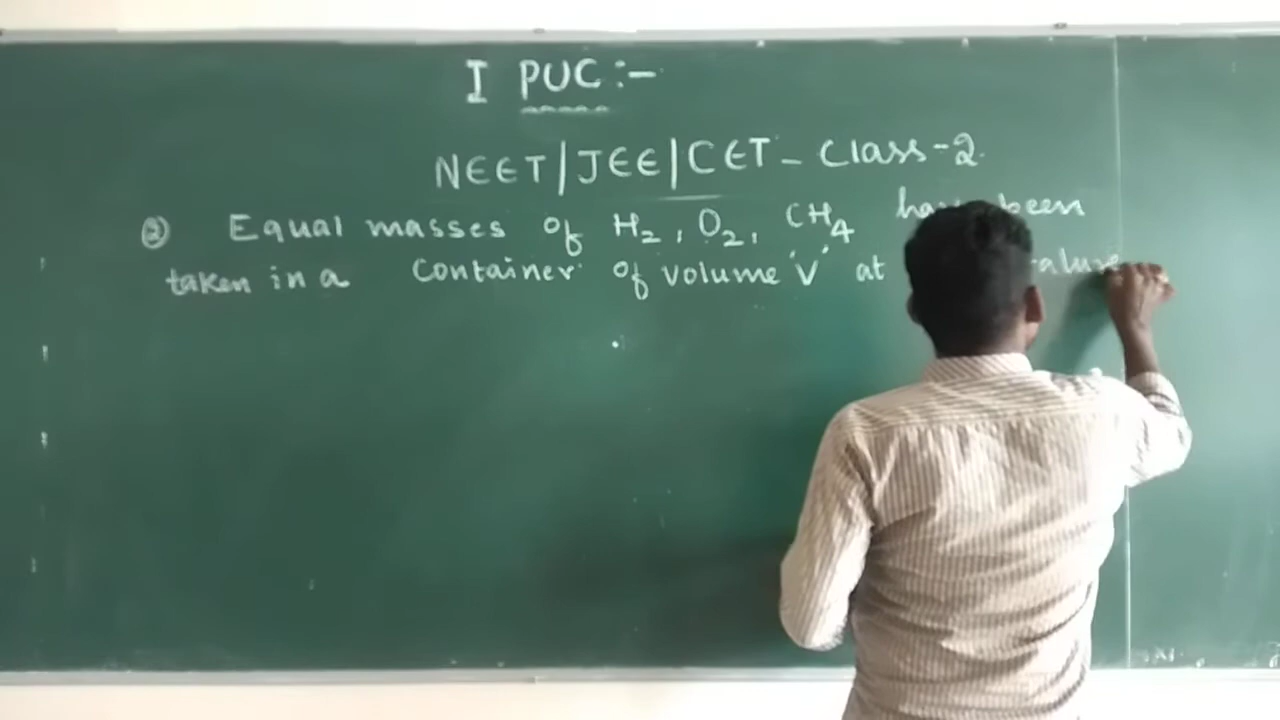 I PUC:-
NEET/JEE/CET - Class-2.
② Equal masses of H₂, O₂, CH₄ have been
taken in a container of volume 'V' at